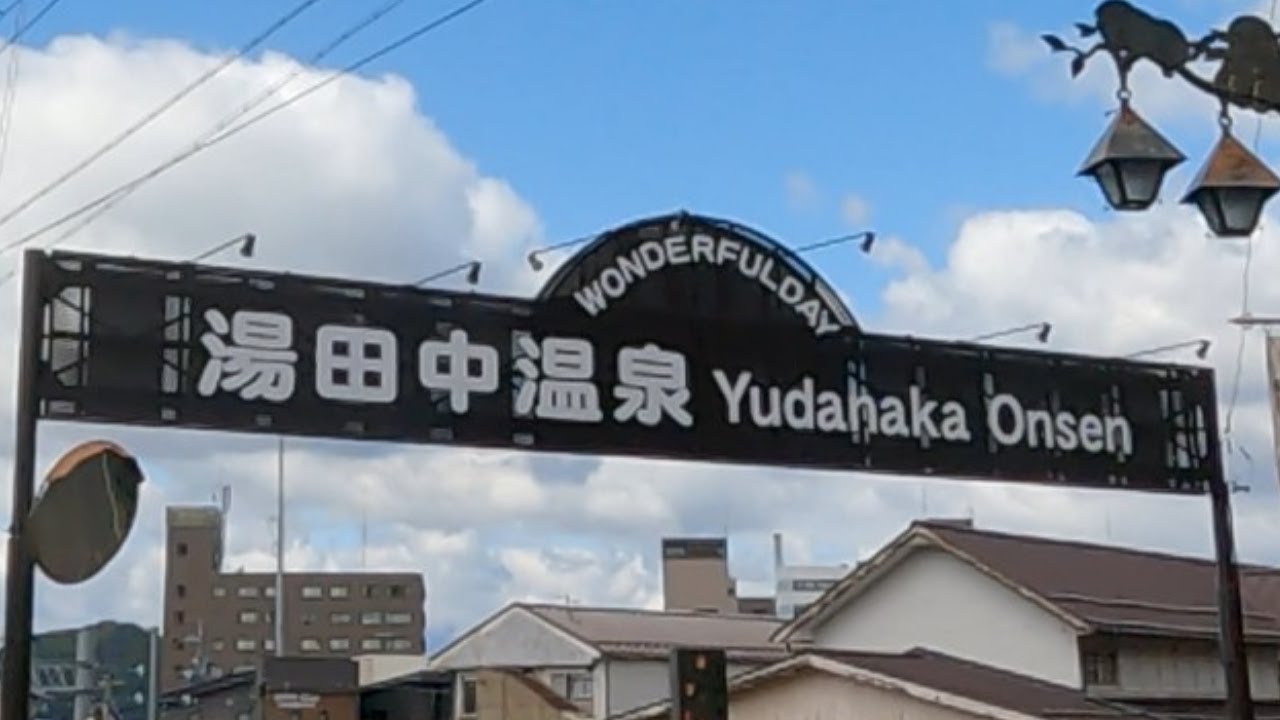 WONDERFULDAY
湯田中温泉 Yudanaka Onsen